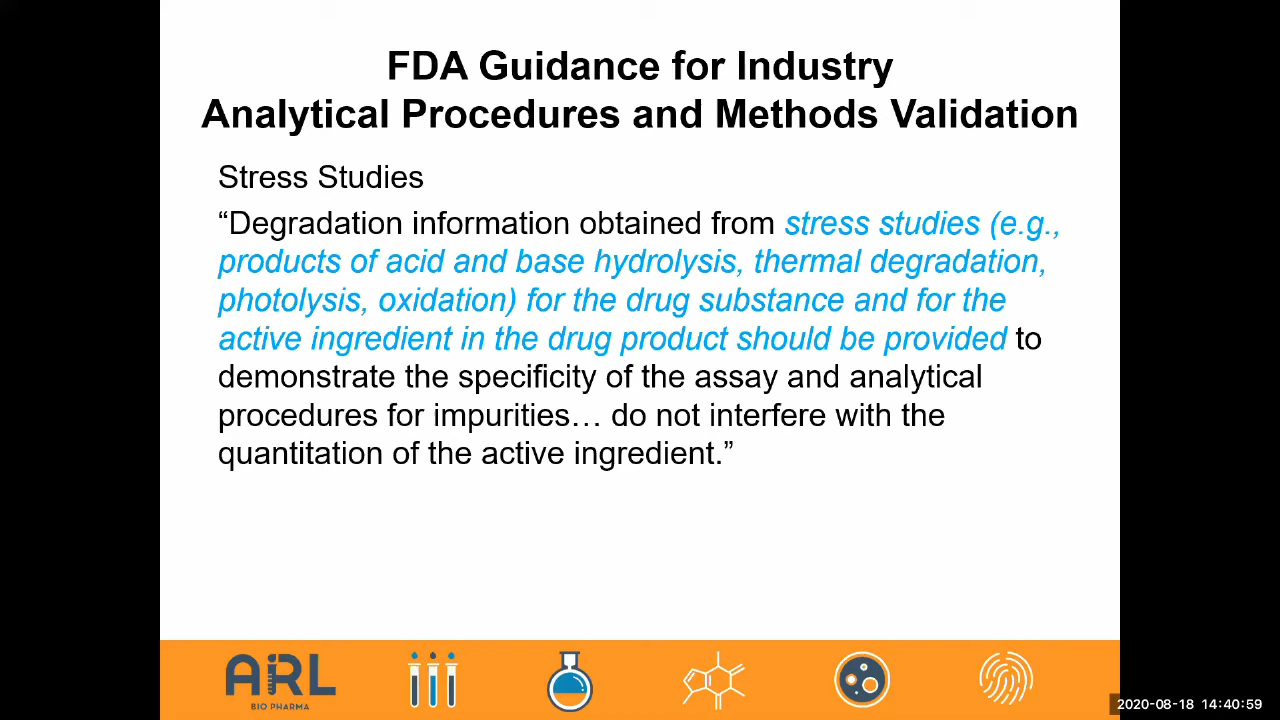 FDA Guidance for Industry
Analytical Procedures and Methods Validation
Stress Studies
“Degradation information obtained from stress studies (e.g.,
products of acid and base hydrolysis, thermal degradation,
photolysis, oxidation) for the drug substance and for the
active ingredient in the drug product should be provided to
demonstrate the specificity of the assay and analytical
procedures for impurities… do not interfere with the
quantitation of the active ingredient.”
ARL
BIO PHARMA
2020-08-18 14:40:59